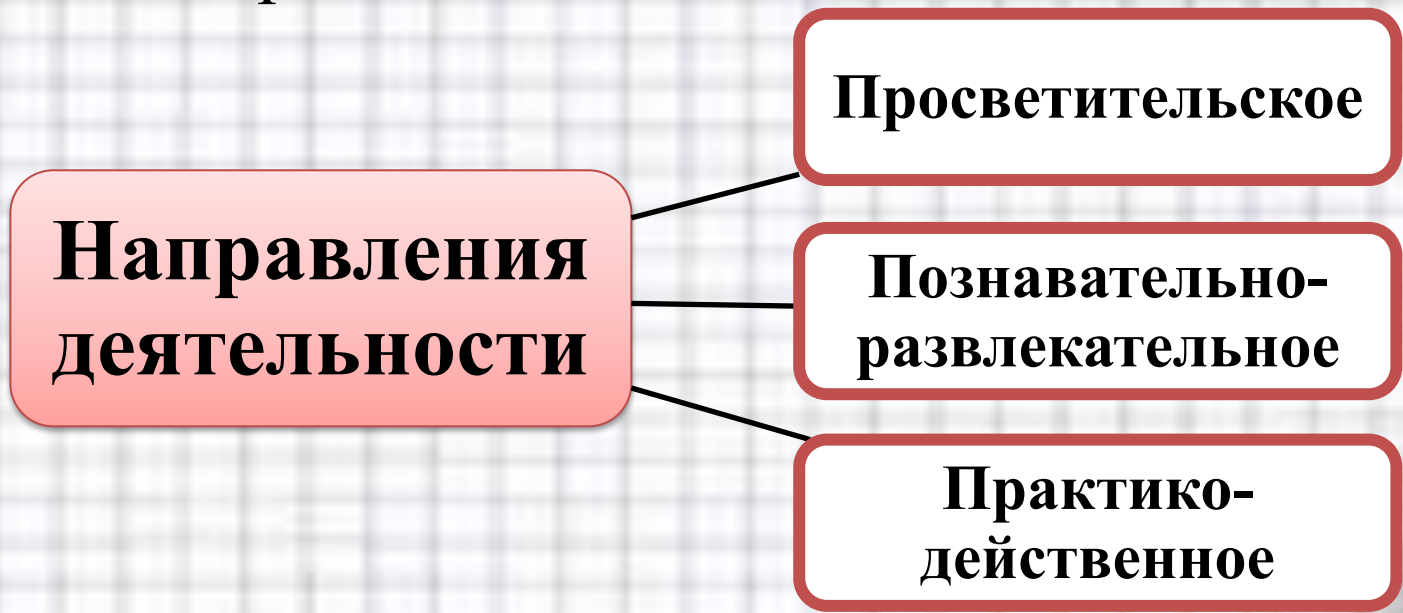 Направления
деятельности
Просветительское
Познавательно-
развлекательное
Практико-
действенное